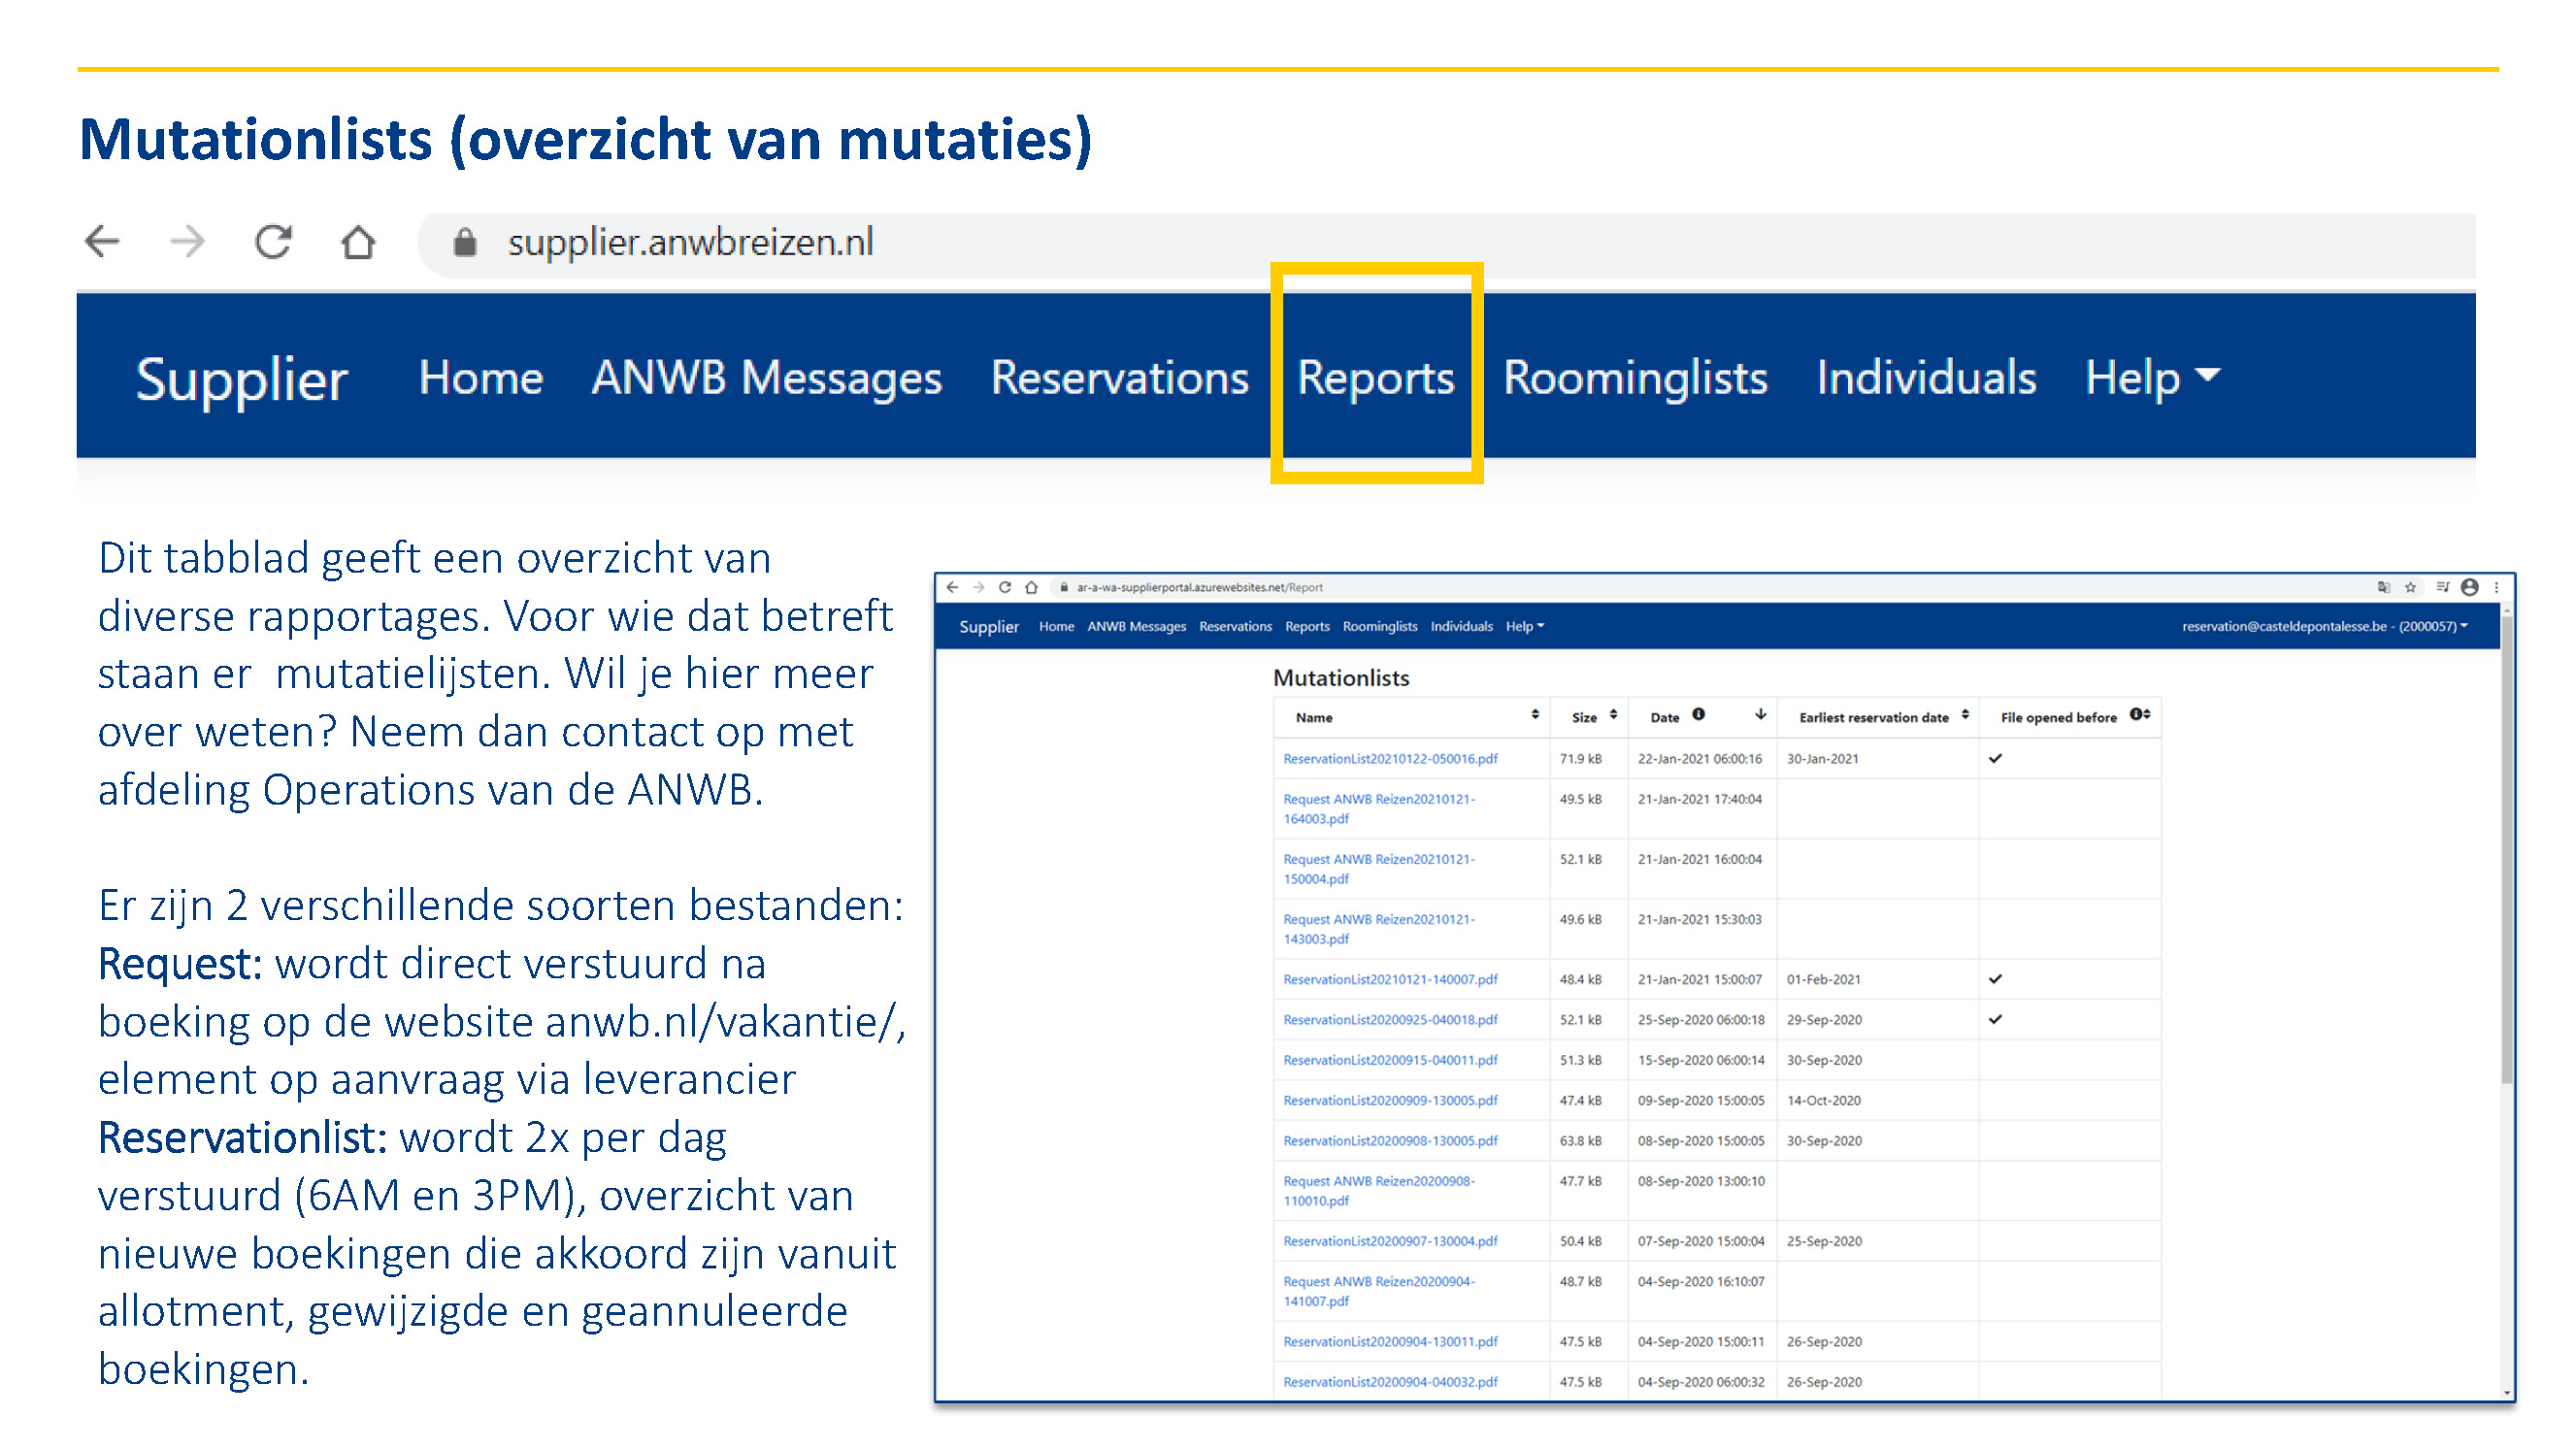 Mutationlists (overzicht van mutaties)
supplier.anwbreizen.nl
Supplier Home ANWB Messages Reservations Reports Roominglists Individuals Help
Dit tabblad geeft een overzicht van
diverse rapportages. Voor wie dat betreft
staan er mutatielijsten. Wil je hier meer
over weten? Neem dan contact op met
afdeling Operations van de ANWB.
Er zijn 2 verschillende soorten bestanden:
Request: wordt direct verstuurd na
boeking op de website anwb.nl/vakantie/,
element op aanvraag via leverancier
Reservationlist: wordt 2x per dag
verstuurd (6AM en 3PM), overzicht van
nieuwe boekingen die akkoord zijn vanuit
allotment, gewijzigde en geannuleerde
boekingen.
ar-a-wa-supplierportal.azurewebsites.net/Report
Supplier Home ANWB Messages Reservations Reports Roominglists Individuals Help reservation@casteldepontalesse.be - (2000057)
Mutationlists
Name Size Date Earliest reservation date File opened before
ReservationList20210122-050016.pdf 71.9 kB 22-Jan-2021 06:00:16 30-Jan-2021
Request ANWB Reizen20210121- 49.5 kB 21-Jan-2021 17:40:04
164003.pdf
Request ANWB Reizen20210121- 52.1 kB 21-Jan-2021 16:00:04
150004.pdf
Request ANWB Reizen20210121- 49.6 kB 21-Jan-2021 15:30:03
143003.pdf
ReservationList20210121-140007.pdf 48.4 kB 21-Jan-2021 15:00:07 01-Feb-2021
ReservationList20200925-040018.pdf 52.1 kB 25-Sep-2020 06:00:18 29-Sep-2020
ReservationList20200915-040011.pdf 51.3 kB 15-Sep-2020 06:00:14 30-Sep-2020
ReservationList20200909-130005.pdf 47.4 kB 09-Sep-2020 15:00:05 14-Oct-2020
ReservationList20200908-130005.pdf 63.8 kB 08-Sep-2020 15:00:05 30-Sep-2020
Request ANWB Reizen20200908- 47.7 kB 08-Sep-2020 13:00:10
110010.pdf
ReservationList20200907-130004.pdf 50.4 kB 07-Sep-2020 15:00:04 25-Sep-2020
Request ANWB Reizen20200904- 48.7 kB 04-Sep-2020 16:10:07
141007.pdf
ReservationList20200904-130011.pdf 47.5 kB 04-Sep-2020 15:00:11 26-Sep-2020
ReservationList20200904-040032.pdf 47.5 kB 04-Sep-2020 06:00:32 26-Sep-2020